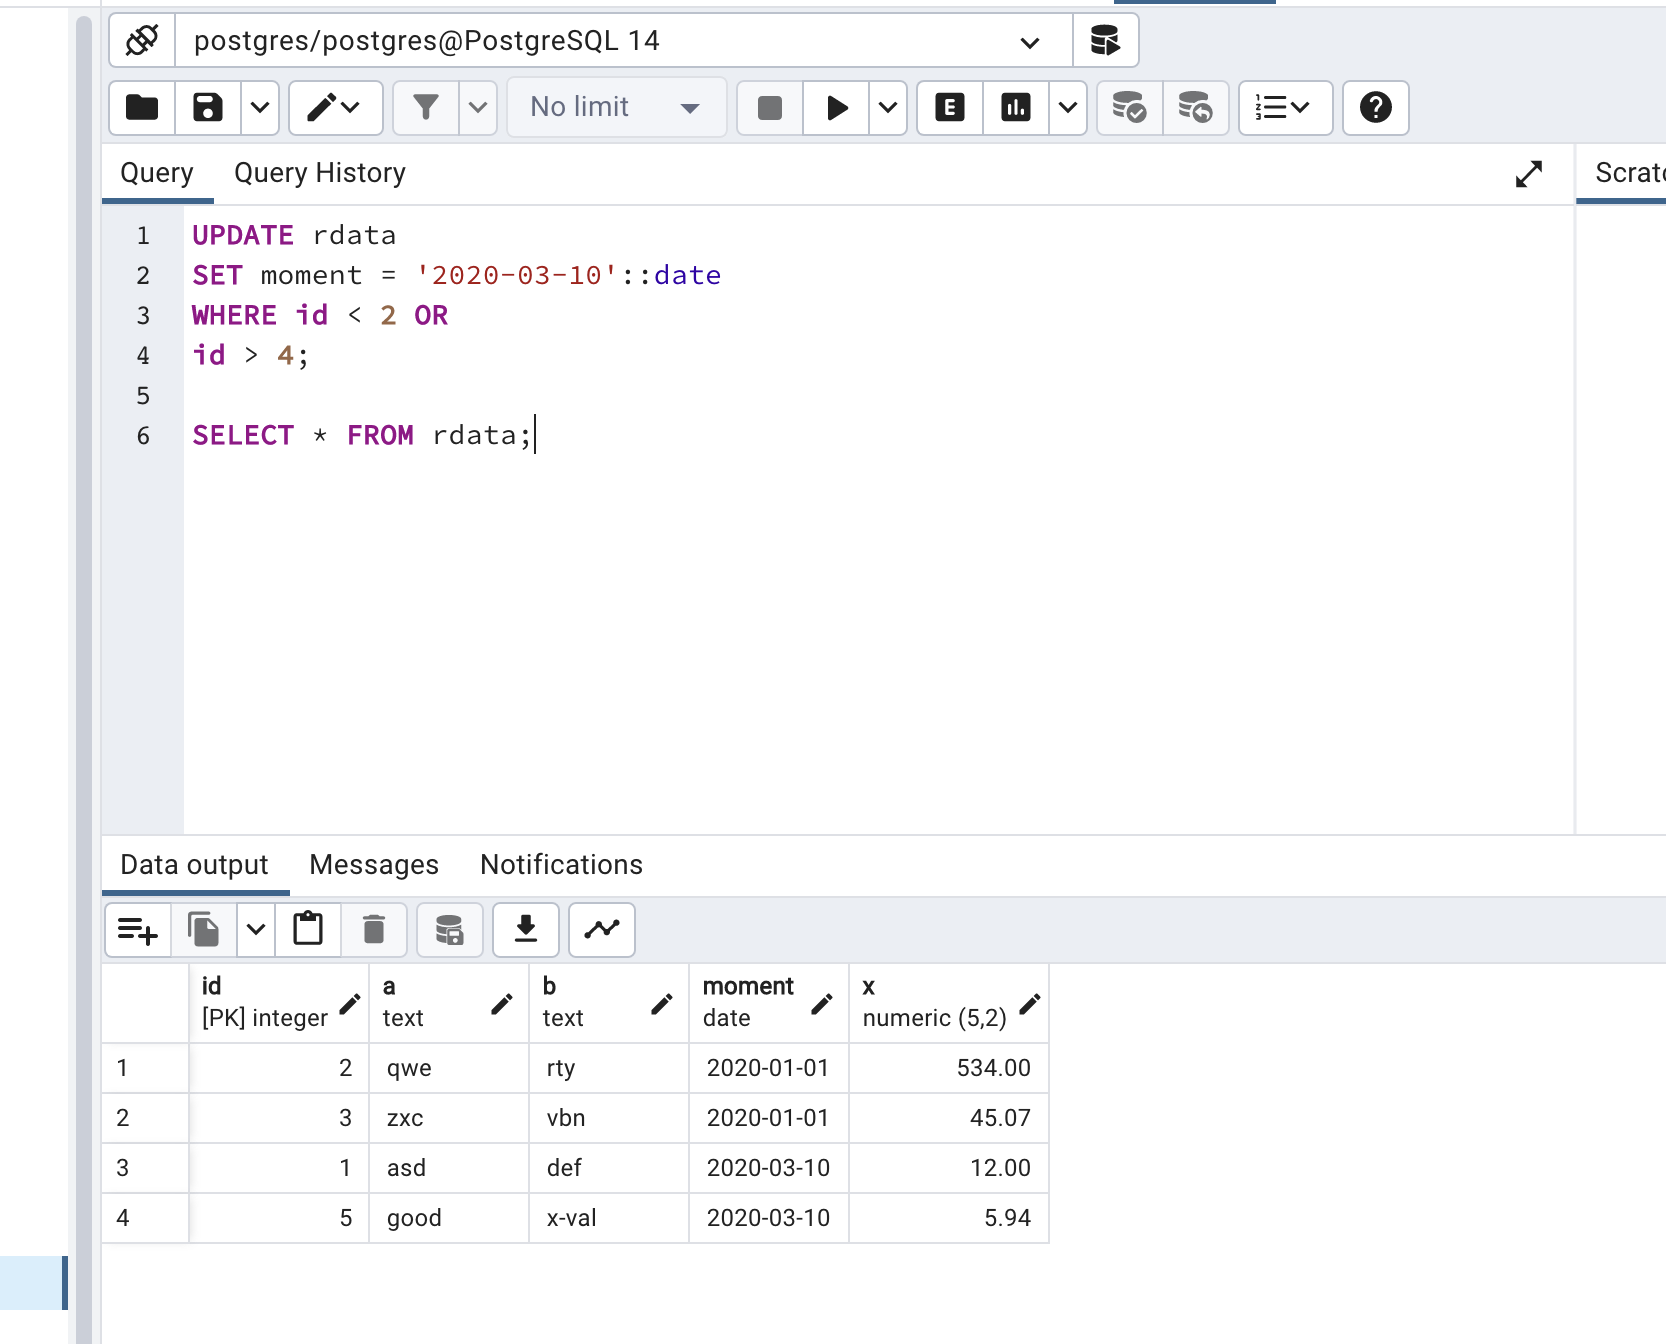 postgres/postgres@PostgreSQL 14
No limit
E
Query Query History Scrat
1 UPDATE rdata
2 SET moment = '2020-03-10'::date
3 WHERE id < 2 OR
4 id > 4;
5
6 SELECT * FROM rdata;
Data output Messages Notifications
id a b moment x
[PK] integer text text date numeric (5,2)
1 2 qwe rty 2020-01-01 534.00
2 3 zxc vbn 2020-01-01 45.07
3 1 asd def 2020-03-10 12.00
4 5 good x-val 2020-03-10 5.94